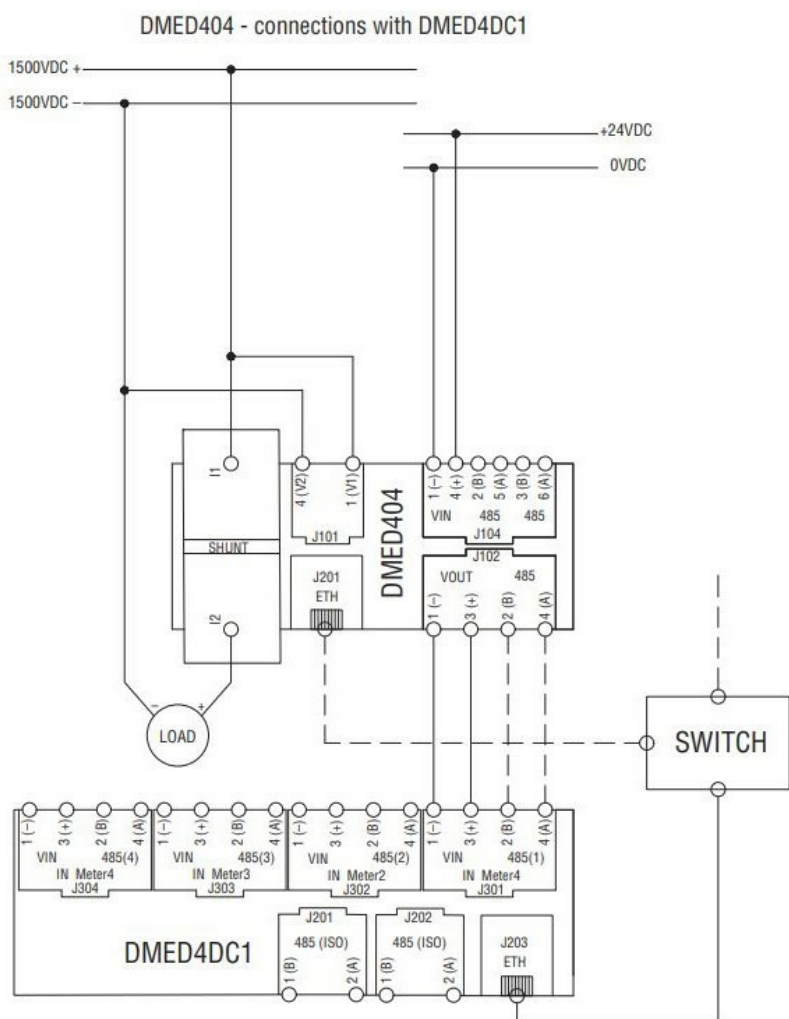 DMED404 - connections with DMED4DC1
1500VDC +
1500VDC –
+24VDC
0VDC
I1
SHUNT
I2
4 (V2)
1 (V1)
J101
J201
ETH
DMED404
1 (–)
4 (+)
2 (B)
5 (A)
3 (B)
6 (A)
VIN 485 485
J104
J102
VOUT 485
1 (–)
3 (+)
2 (B)
4 (A)
– +
LOAD
SWITCH
1 (–)
3 (+)
2 (B)
4 (A)
VIN 485(4)
IN Meter4
J304
1 (–)
3 (+)
2 (B)
4 (A)
VIN 485(3)
IN Meter3
J303
1 (–)
3 (+)
2 (B)
4 (A)
VIN 485(2)
IN Meter2
J302
1 (–)
3 (+)
2 (B)
4 (A)
VIN 485(1)
IN Meter4
J301
DMED4DC1
J201
485 (ISO)
1 (B)
2 (A)
J202
485 (ISO)
1 (B)
2 (A)
J203
ETH